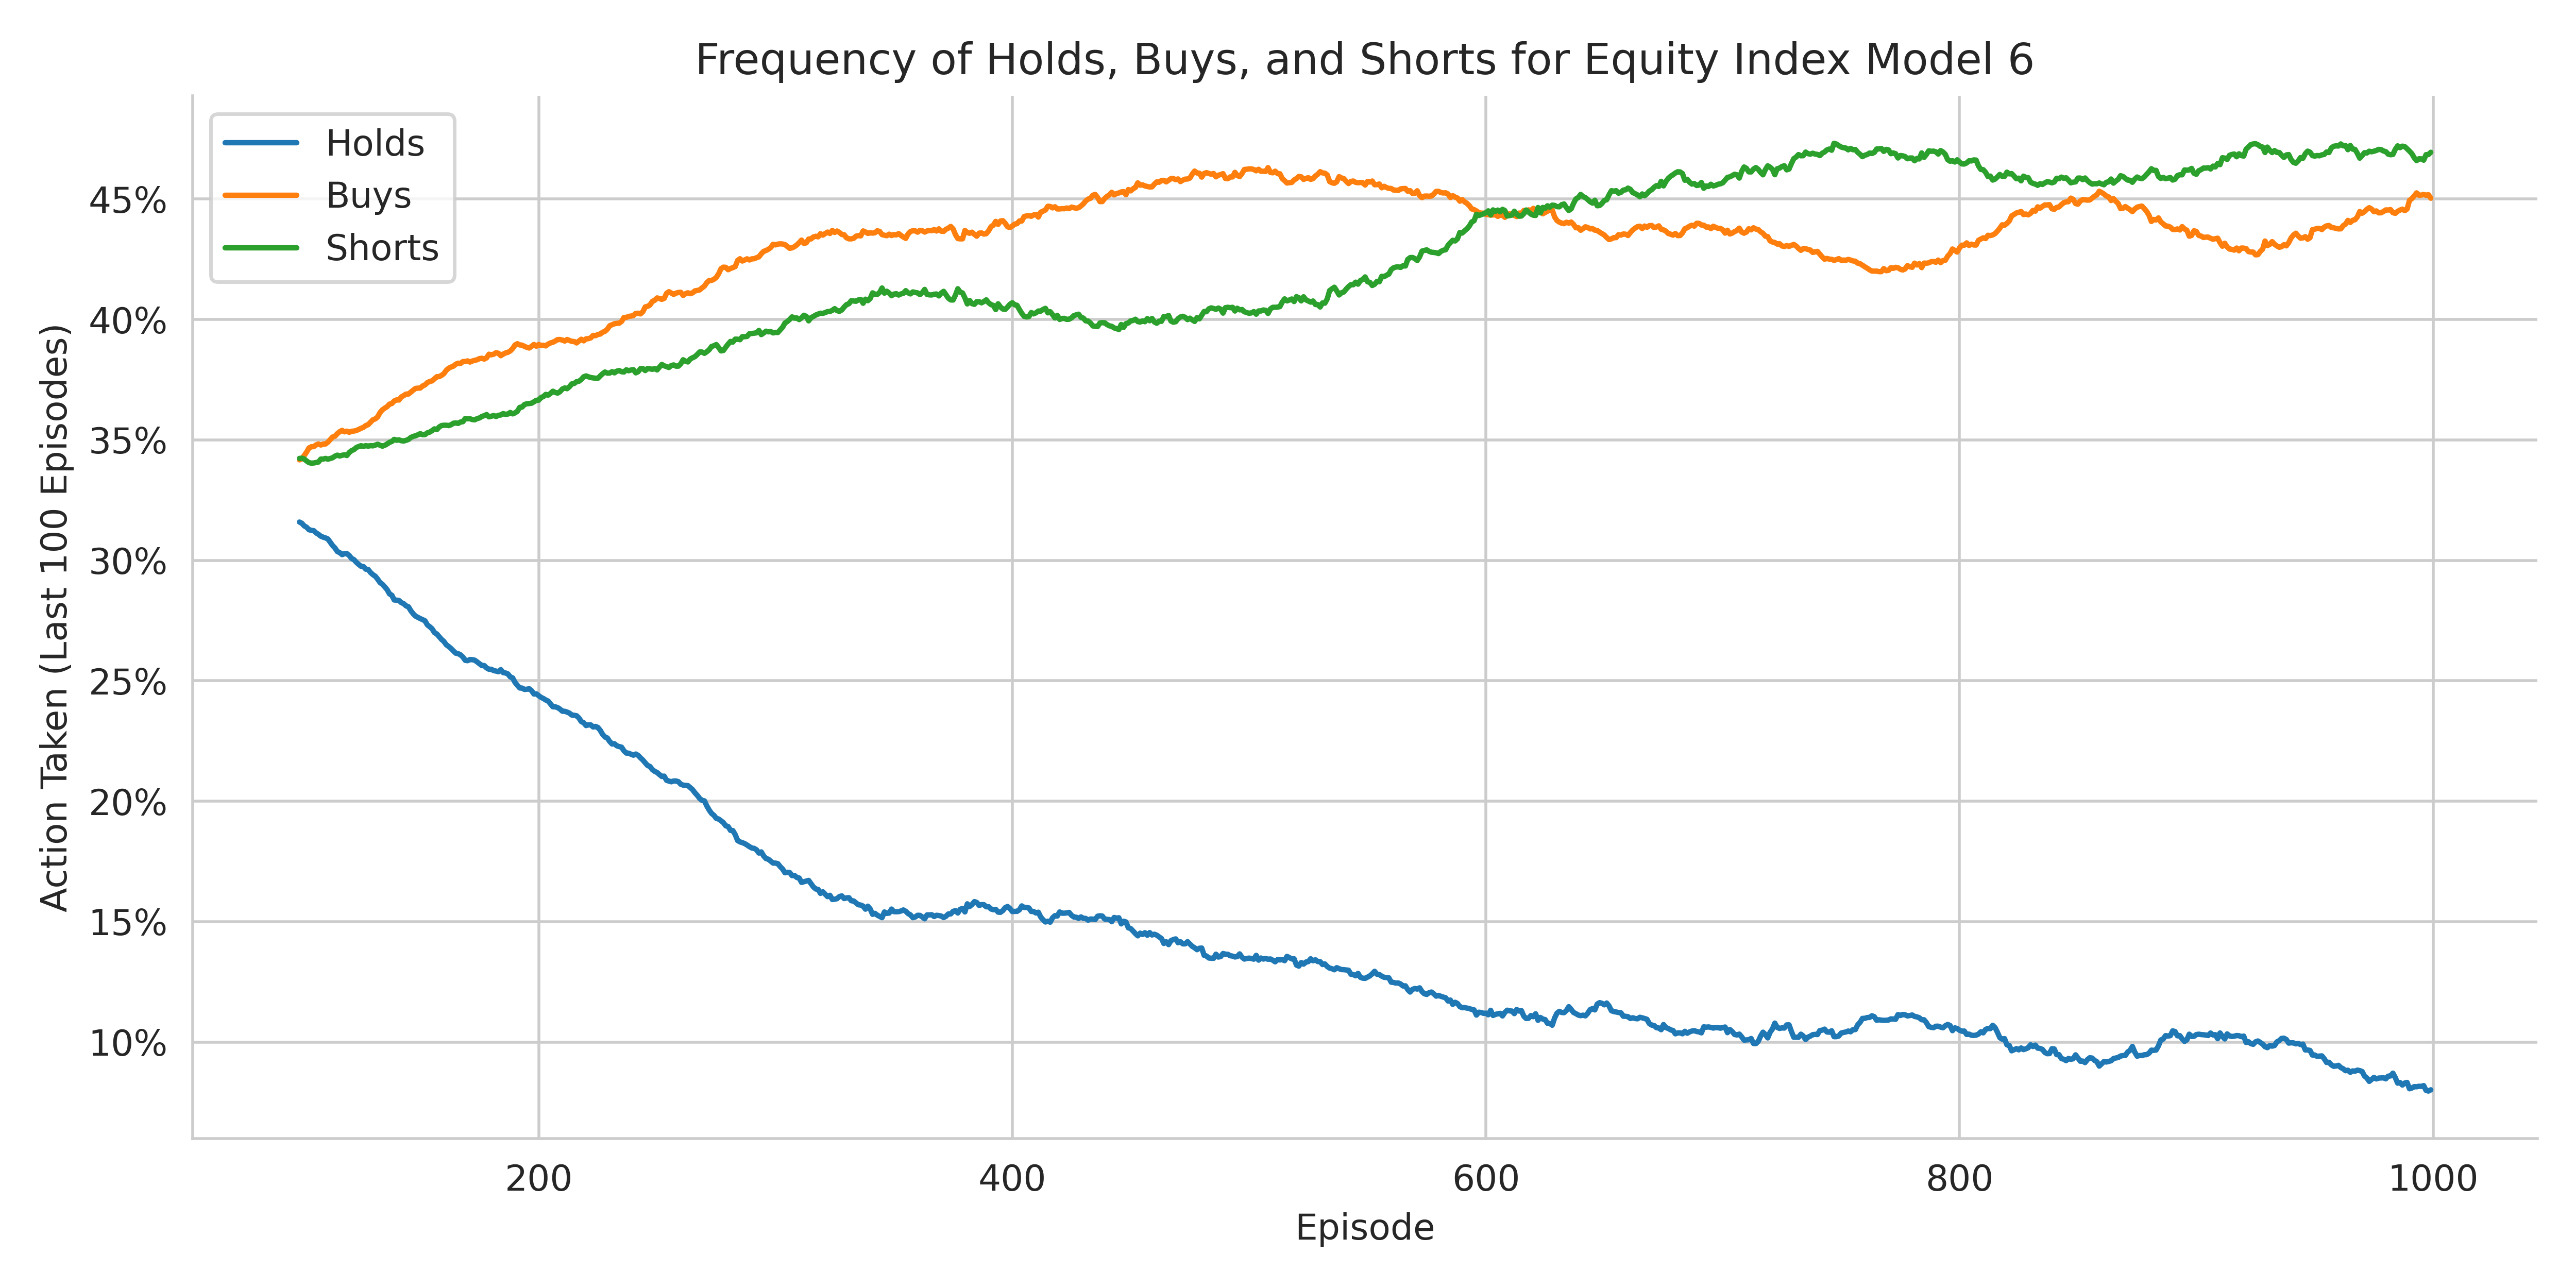 Frequency of Holds, Buys, and Shorts for Equity Index Model 6
Holds
Buys
Shorts
Action Taken (Last 100 Episodes)
45%
40%
35%
30%
25%
20%
15%
10%
200 400 600 800 1000
Episode